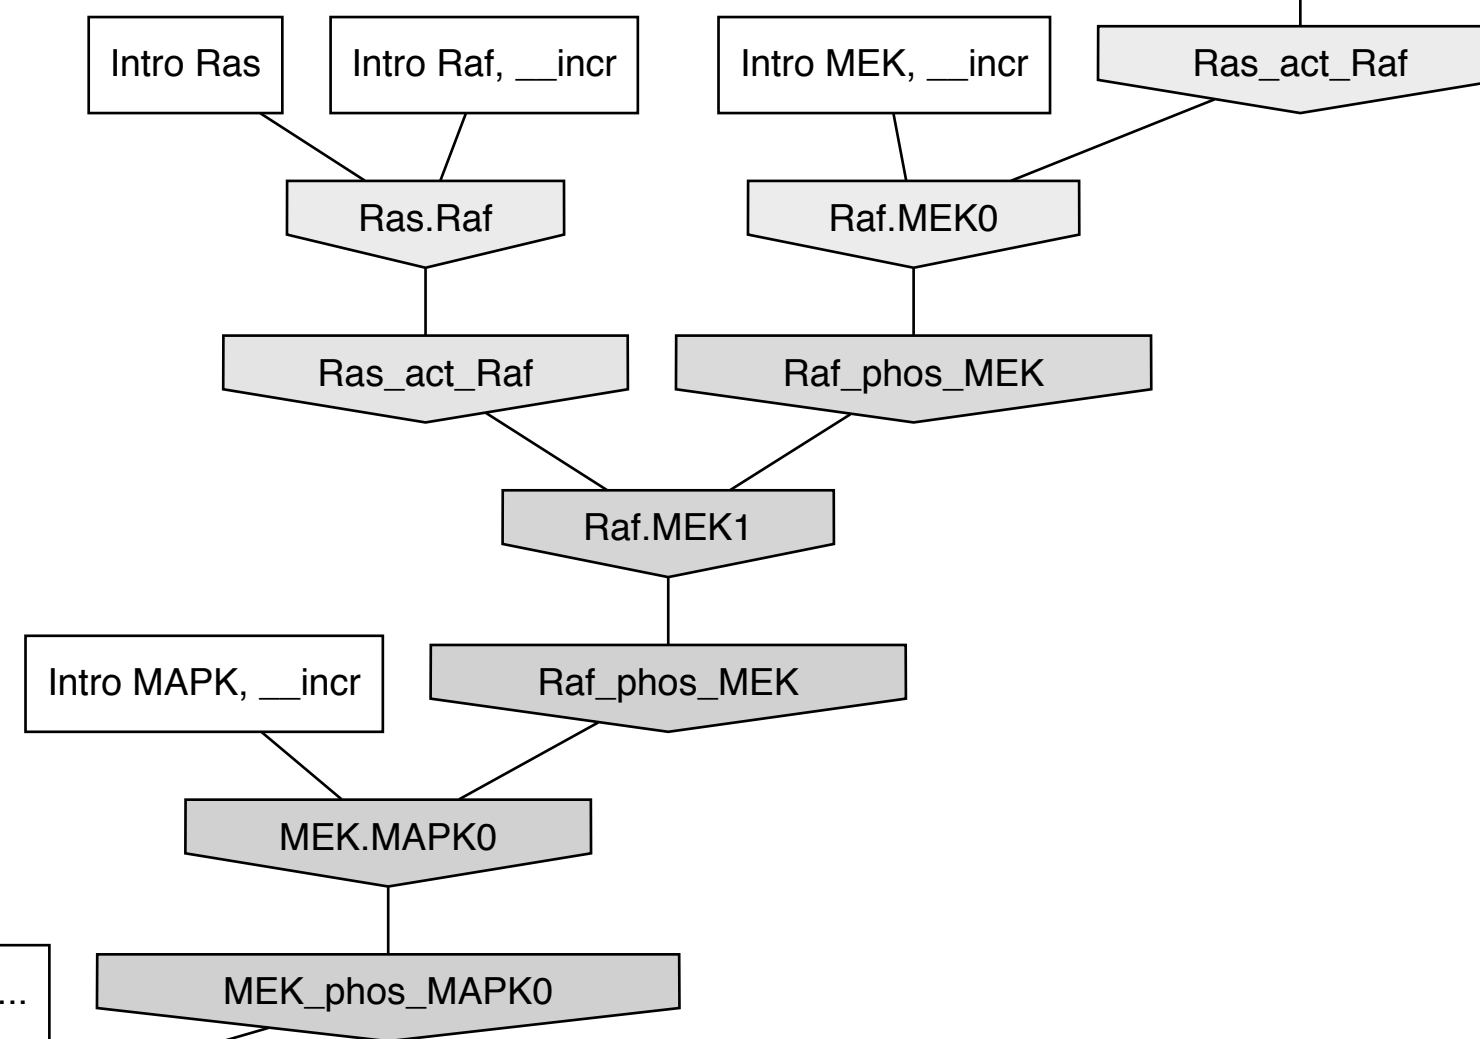 Intro Ras
Intro Raf, __incr
Intro MEK, __incr
Ras_act_Raf
Ras.Raf
Raf.MEK0
Ras_act_Raf
Raf_phos_MEK
Raf.MEK1
Intro MAPK, __incr
Raf_phos_MEK
MEK.MAPK0
...
MEK_phos_MAPK0